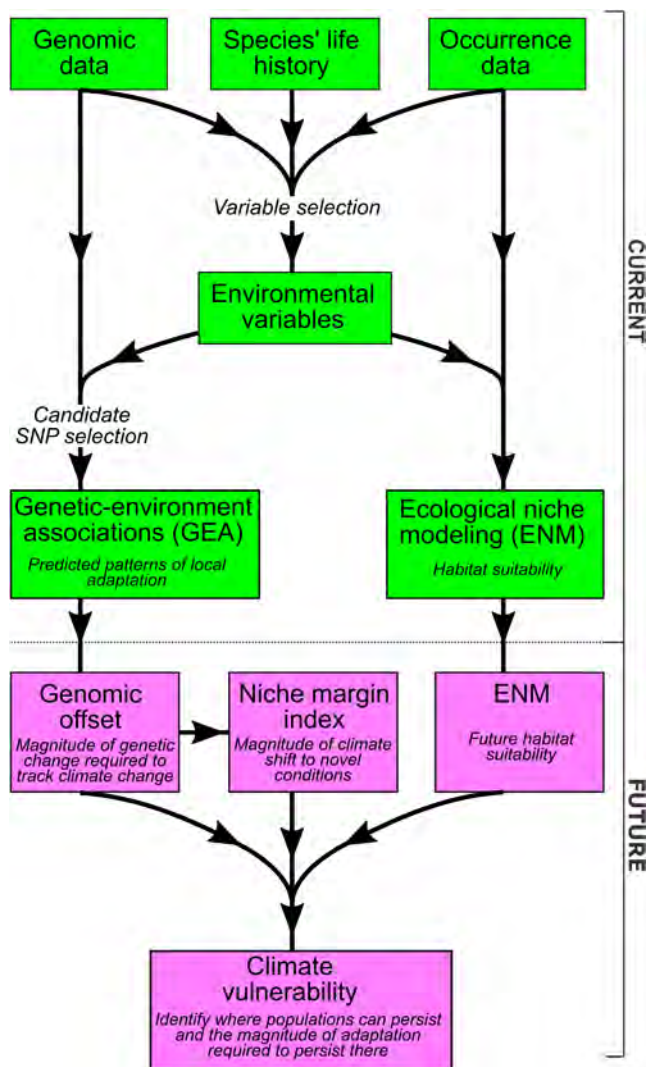 Genomic
data
Species' life
history
Occurrence
data
Variable selection
Environmental
variables
CURRENT
Candidate
SNP selection
Genetic-environment
associations (GEA)
Predicted patterns of local
adaptation
Ecological niche
modeling (ENM)
Habitat suitability
Genomic
offset
Magnitude of genetic
change required to
track climate change
Niche margin
index
Magnitude of climate
shift to novel
conditions
ENM
Future habitat
suitability
FUTURE
Climate
vulnerability
Identify where populations can persist
and the magnitude of adaptation
required to persist there